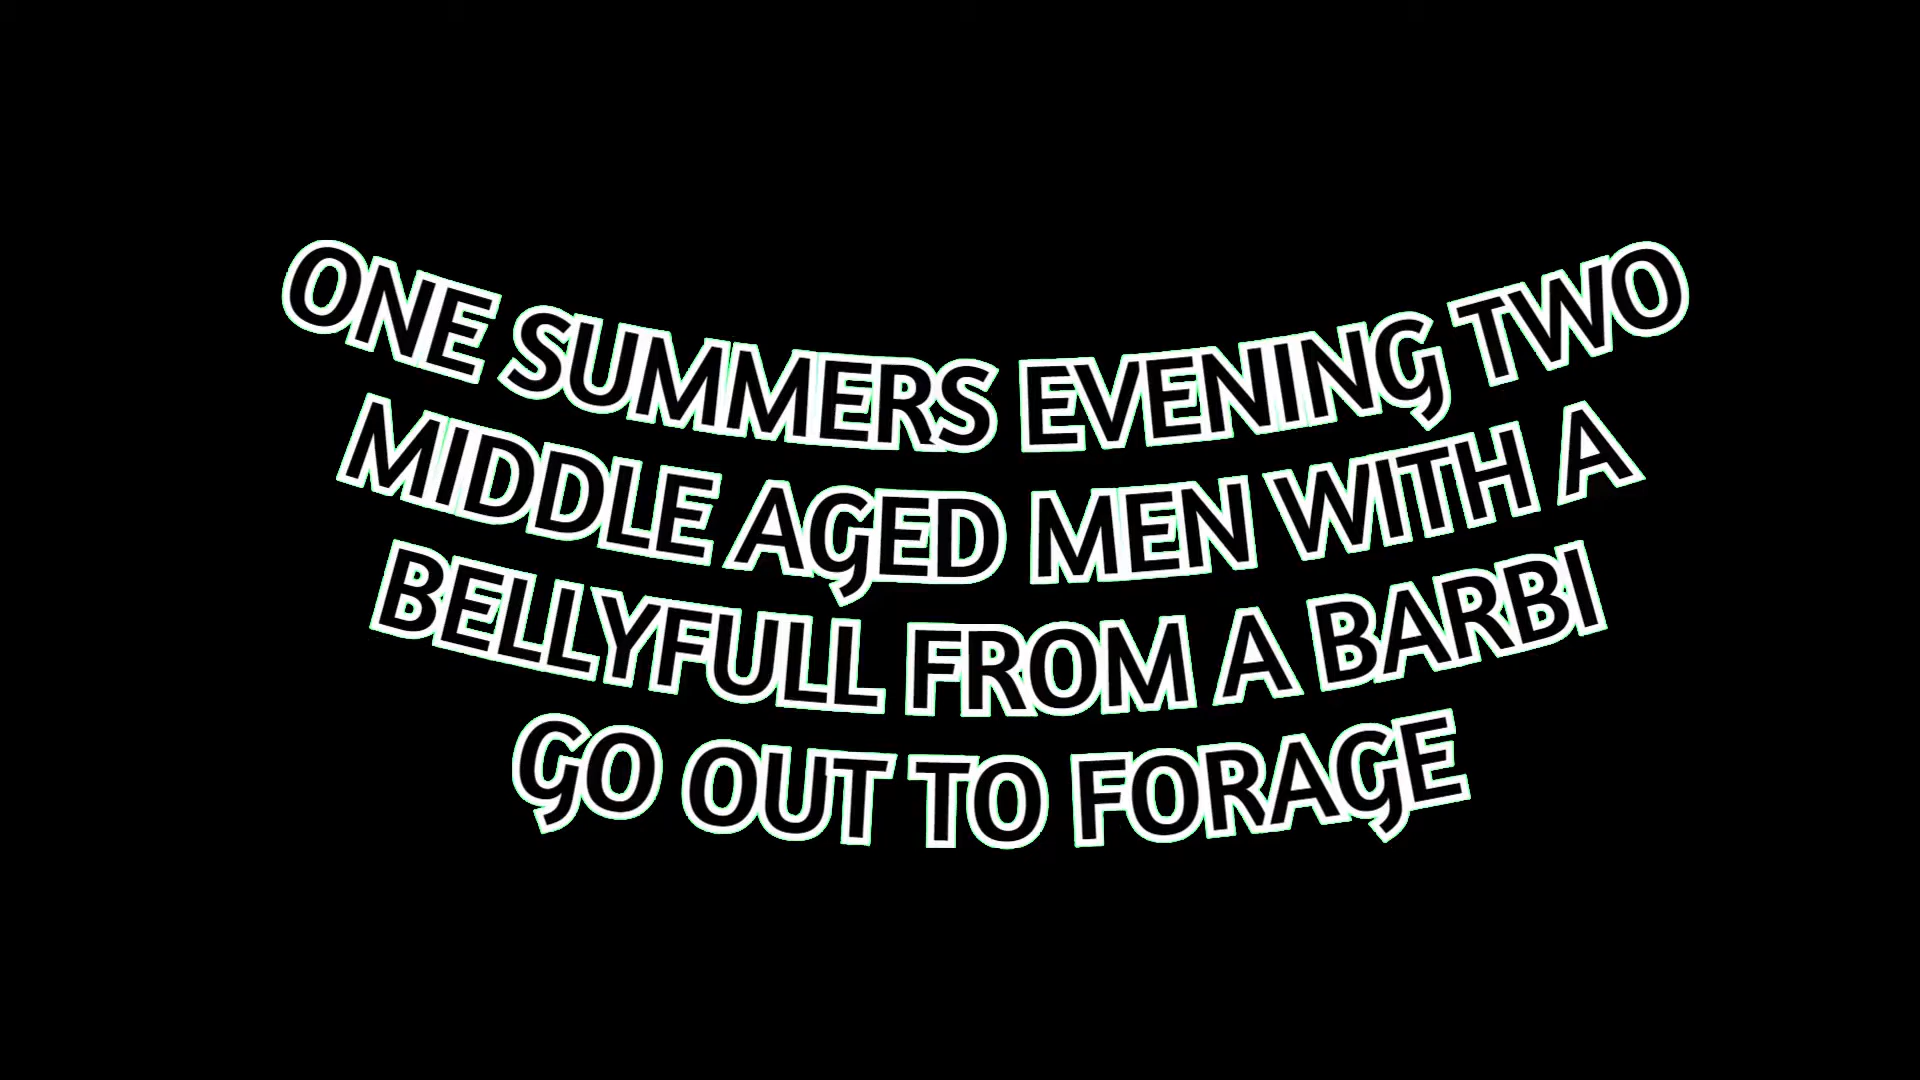 ONE SUMMERS EVENING TWO
MIDDLE AGED MEN WITH A
BELLYFULL FROM A BARBI
GO OUT TO FORAGE